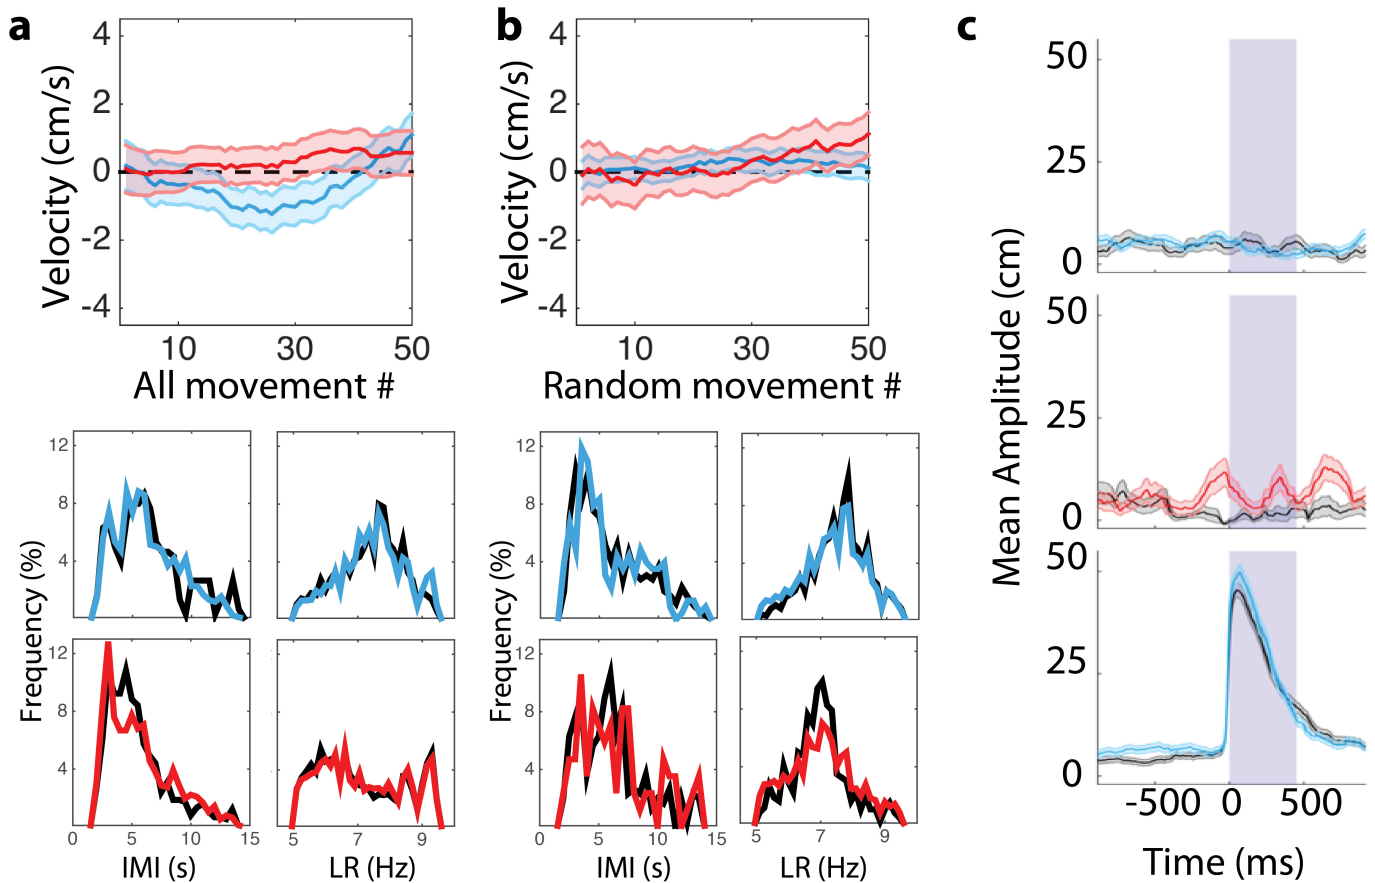 a
b
c
Velocity (cm/s)
4
2
0
-2
-4
10 30 50
All movement #
Velocity (cm/s)
4
2
0
-2
-4
10 30 50
Random movement #
Frequency (%)
12
8
4
12
8
4
0 5 10 15
IMI (s)
5 7 9
LR (Hz)
Frequency (%)
12
8
4
12
8
4
0 5 10 15
IMI (s)
5 7 9
LR (Hz)
Mean Amplitude (cm)
50
25
0
50
25
0
50
25
0
-500 0 500
Time (ms)